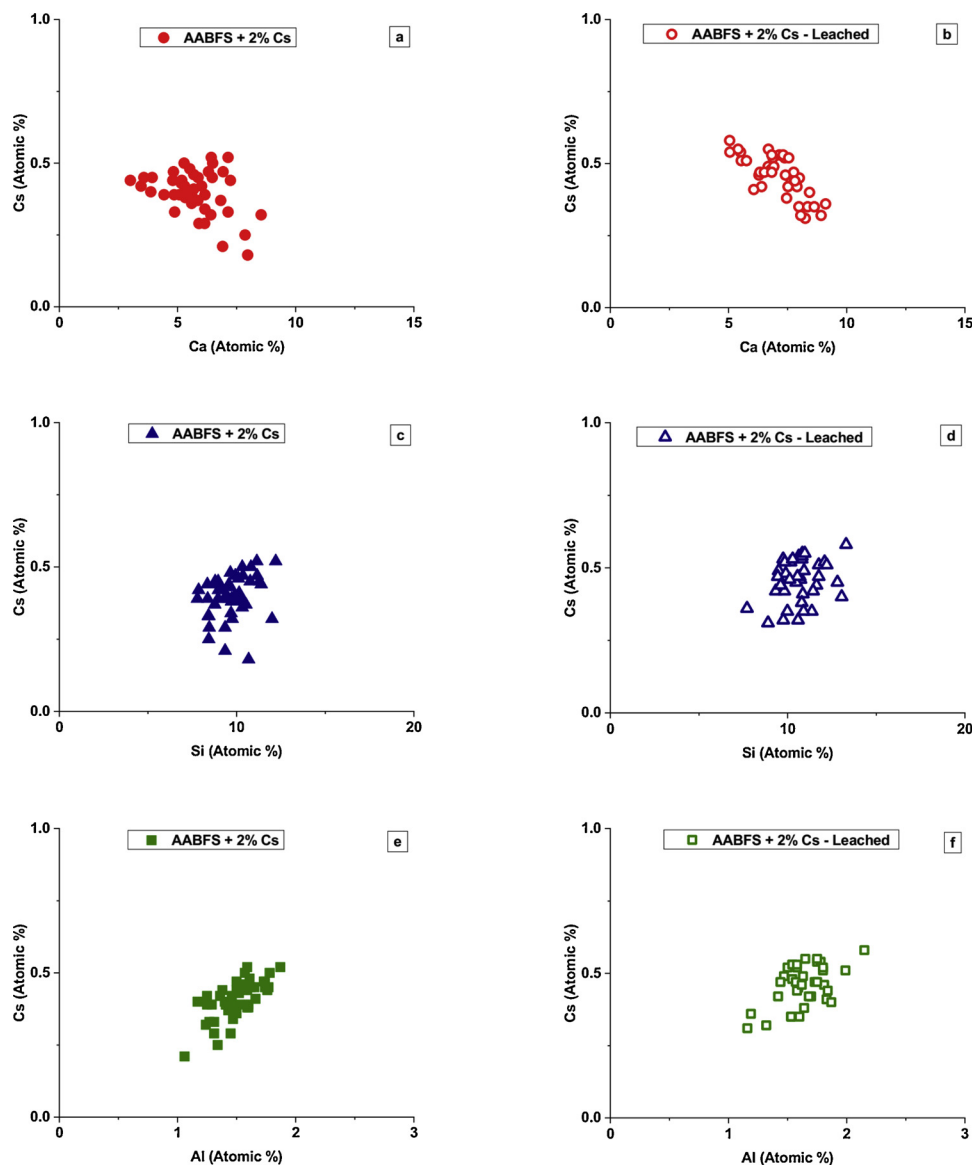 AABFS + 2% Cs
a
1.0
0.5
0.0
Cs (Atomic %)
0
5
10
15
Ca (Atomic %)
AABFS + 2% Cs - Leached
b
1.0
0.5
0.0
Cs (Atomic %)
0
5
10
15
Ca (Atomic %)
AABFS + 2% Cs
c
1.0
0.5
0.0
Cs (Atomic %)
0
10
20
Si (Atomic %)
AABFS + 2% Cs - Leached
d
1.0
0.5
0.0
Cs (Atomic %)
0
10
20
Si (Atomic %)
AABFS + 2% Cs
e
1.0
0.5
0.0
Cs (Atomic %)
0
1
2
3
Al (Atomic %)
AABFS + 2% Cs - Leached
f
1.0
0.5
0.0
Cs (Atomic %)
0
1
2
3
Al (Atomic %)